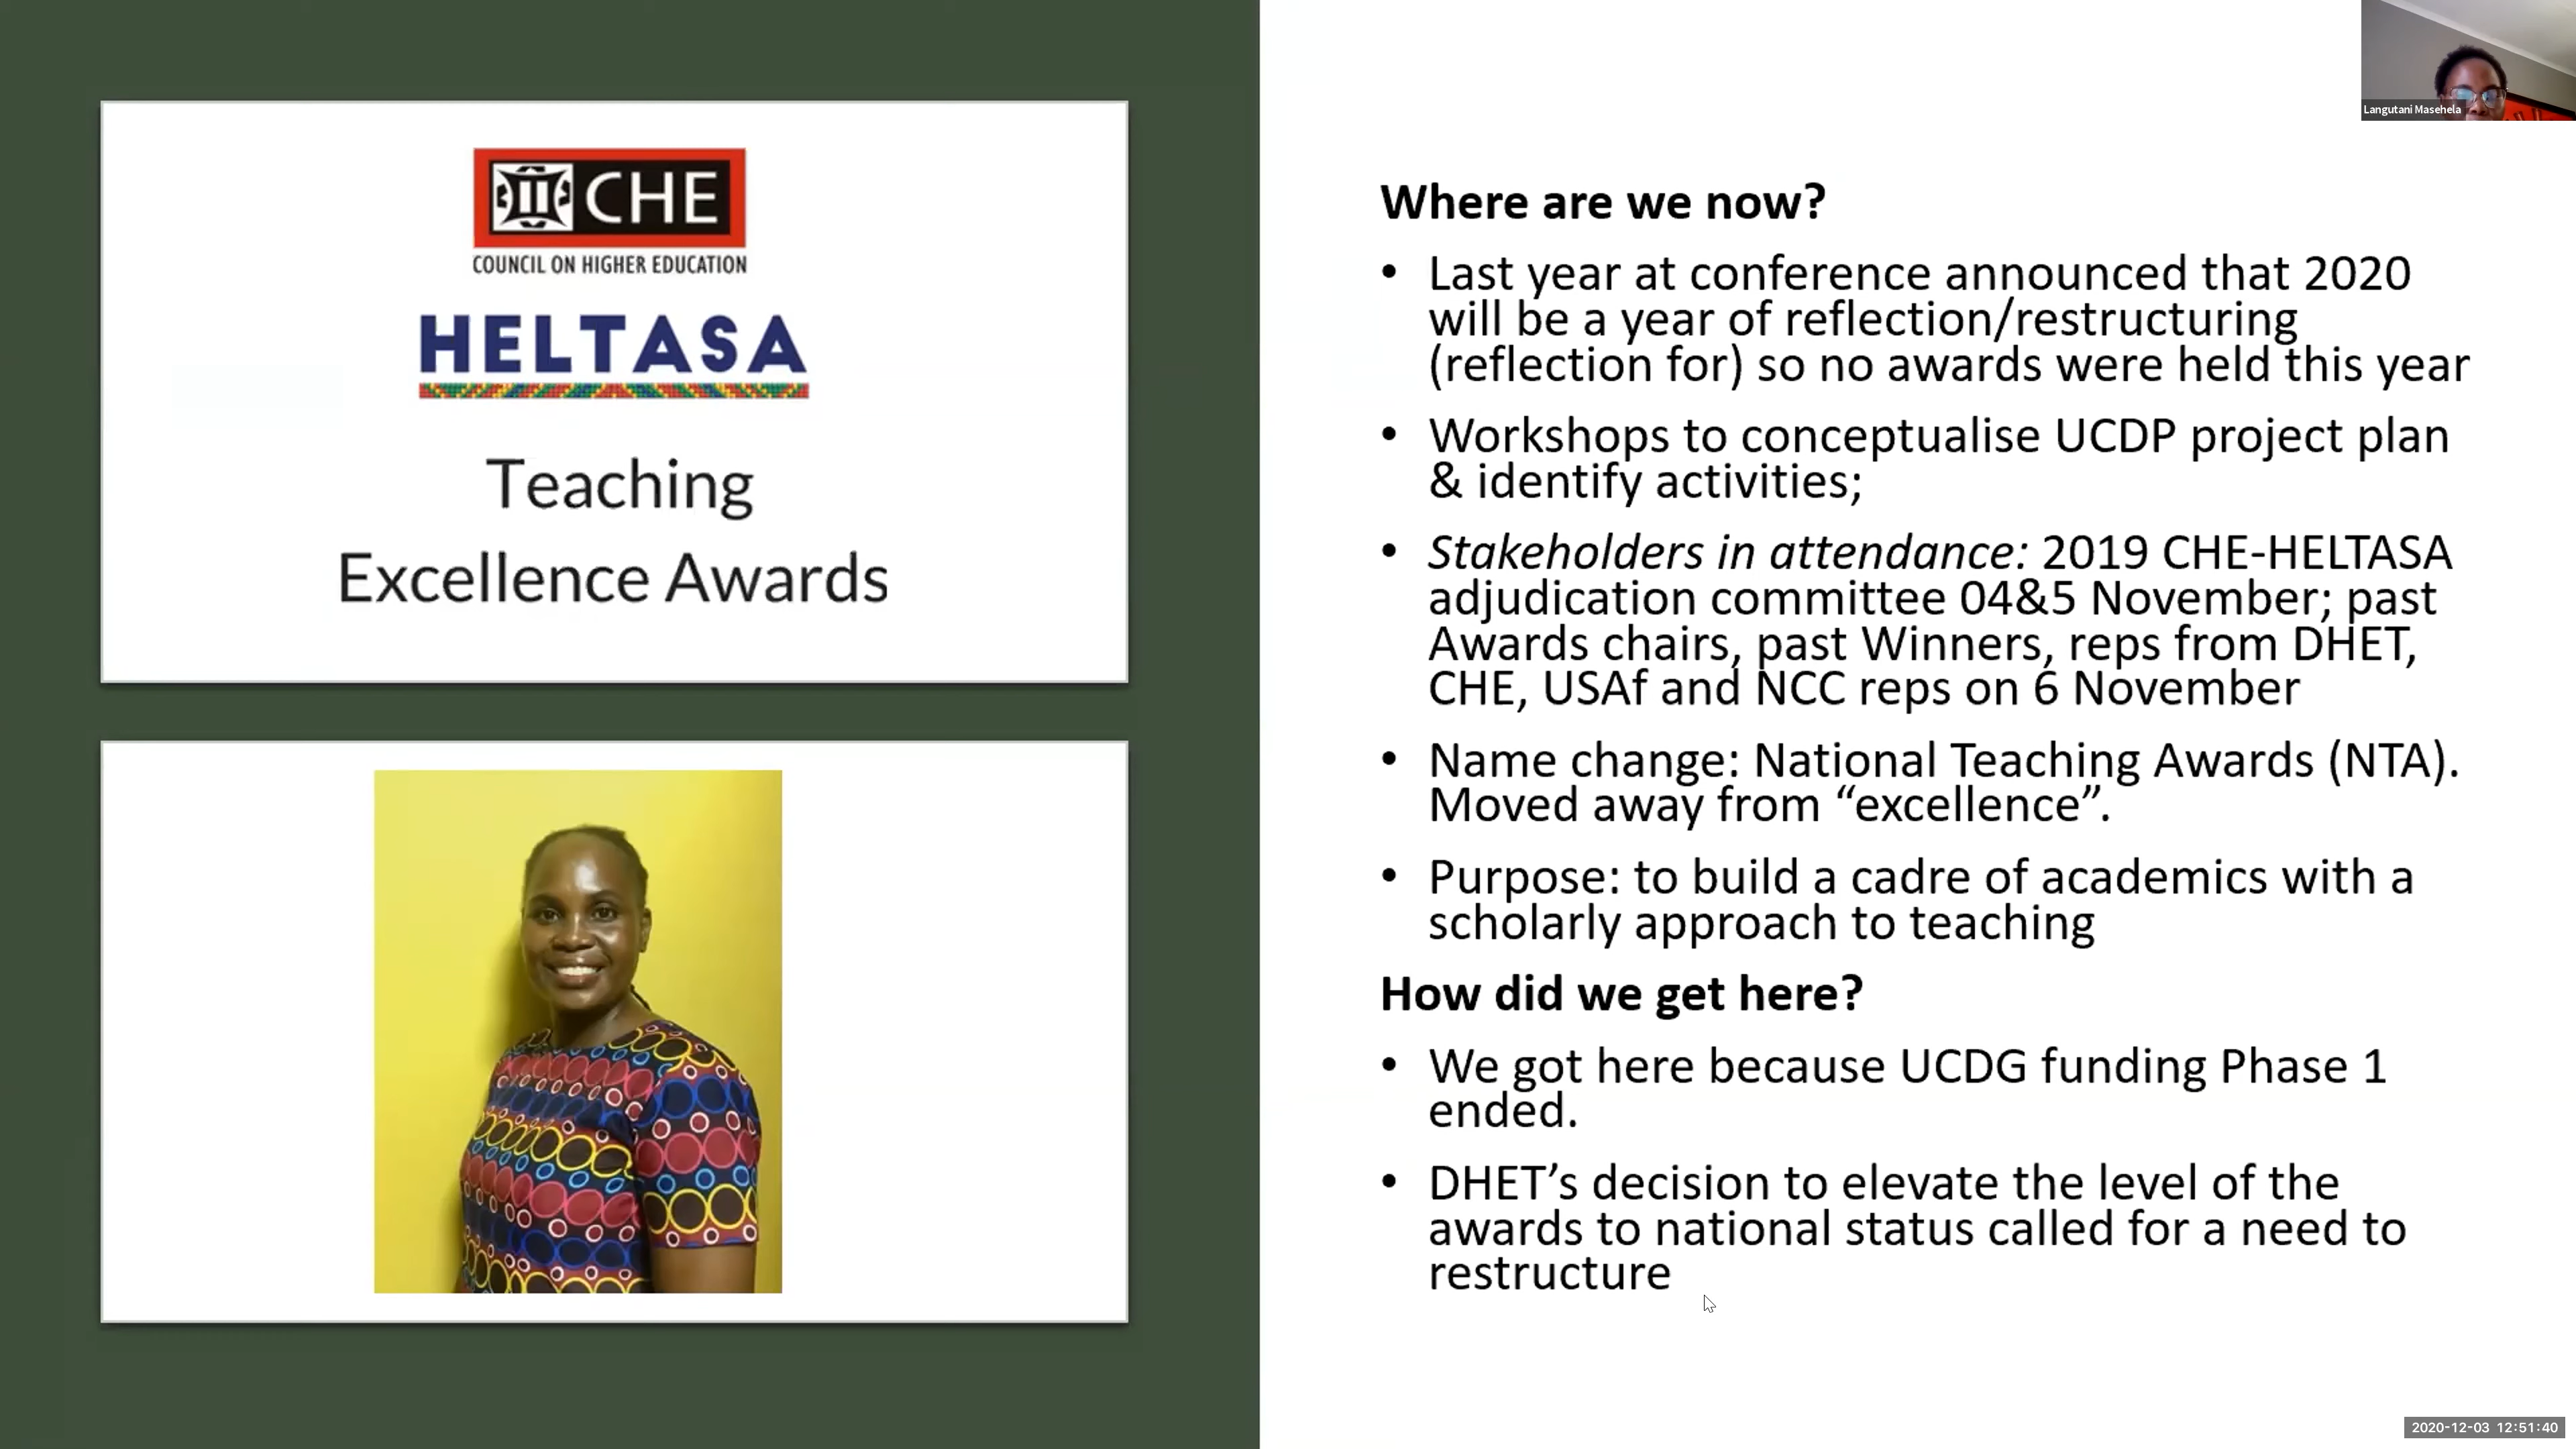 CHE
COUNCIL ON HIGHER EDUCATION
HELTASA
Teaching
Excellence Awards
Langutani Masehela
Where are we now?
• Last year at conference announced that 2020
will be a year of reflection/restructuring
(reflection for) so no awards were held this year
• Workshops to conceptualise UCDP project plan
& identify activities;
• Stakeholders in attendance: 2019 CHE-HELTASA
adjudication committee 04&5 November; past
Awards chairs, past Winners, reps from DHET,
CHE, USAf and NCC reps on 6 November
• Name change: National Teaching Awards (NTA).
Moved away from “excellence”.
• Purpose: to build a cadre of academics with a
scholarly approach to teaching
How did we get here?
• We got here because UCDG funding Phase 1
ended.
• DHET’s decision to elevate the level of the
awards to national status called for a need to
restructure
2020-12-03 12:51:40